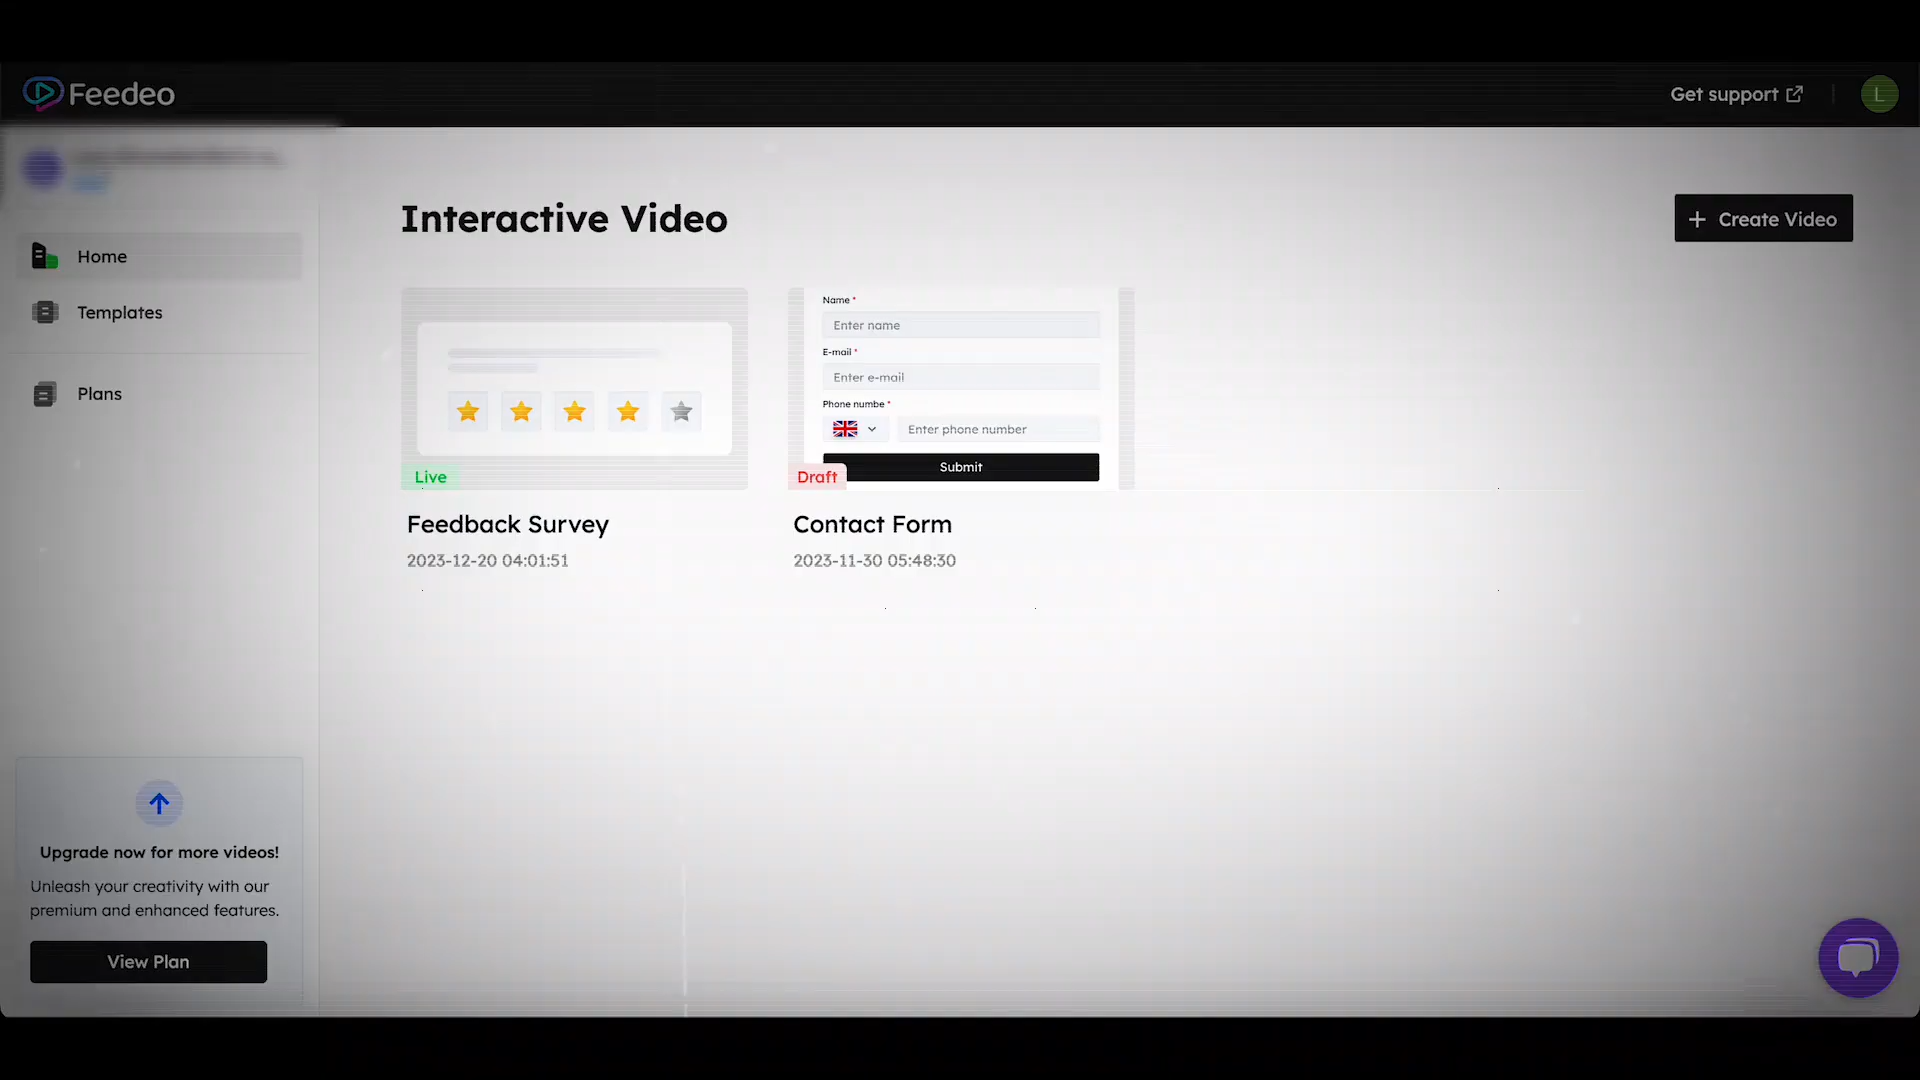 Feedeo
Get support
L
Home
Templates
Plans
Interactive Video
+ Create Video
Live
Feedback Survey
2023-12-20 04:01:51
Name *
Enter name
E-mail *
Enter e-mail
Phone numbe *
Enter phone number
Submit
Draft
Contact Form
2023-11-30 05:48:30
Upgrade now for more videos!
Unleash your creativity with our
premium and enhanced features.
View Plan